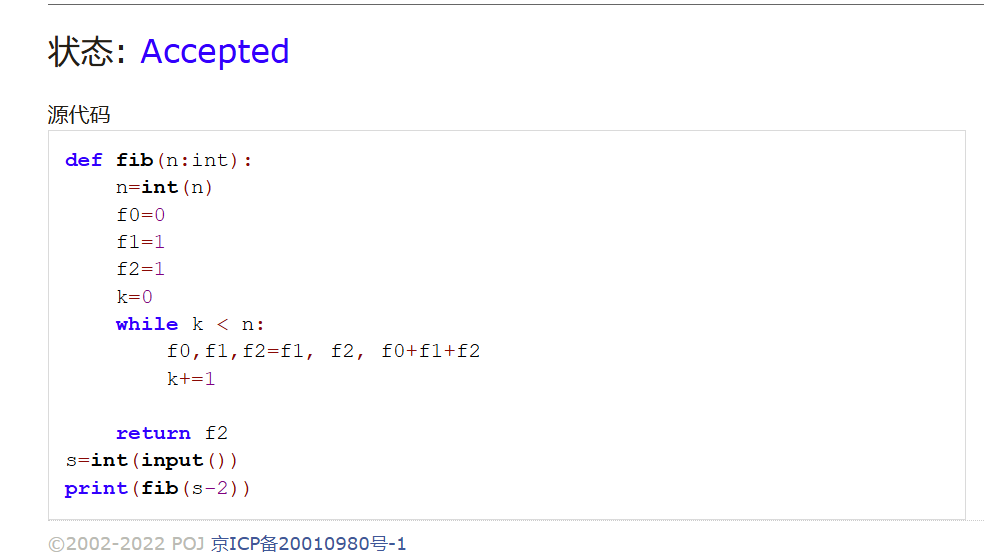 状态: Accepted
源代码
def fib(n:int):
    n=int(n)
    f0=0
    f1=1
    f2=1
    k=0
    while k < n:
        f0,f1,f2=f1, f2, f0+f1+f2
        k+=1
    return f2
s=int(input())
print(fib(s-2))
©2002-2022 POJ 京ICP备20010980号-1